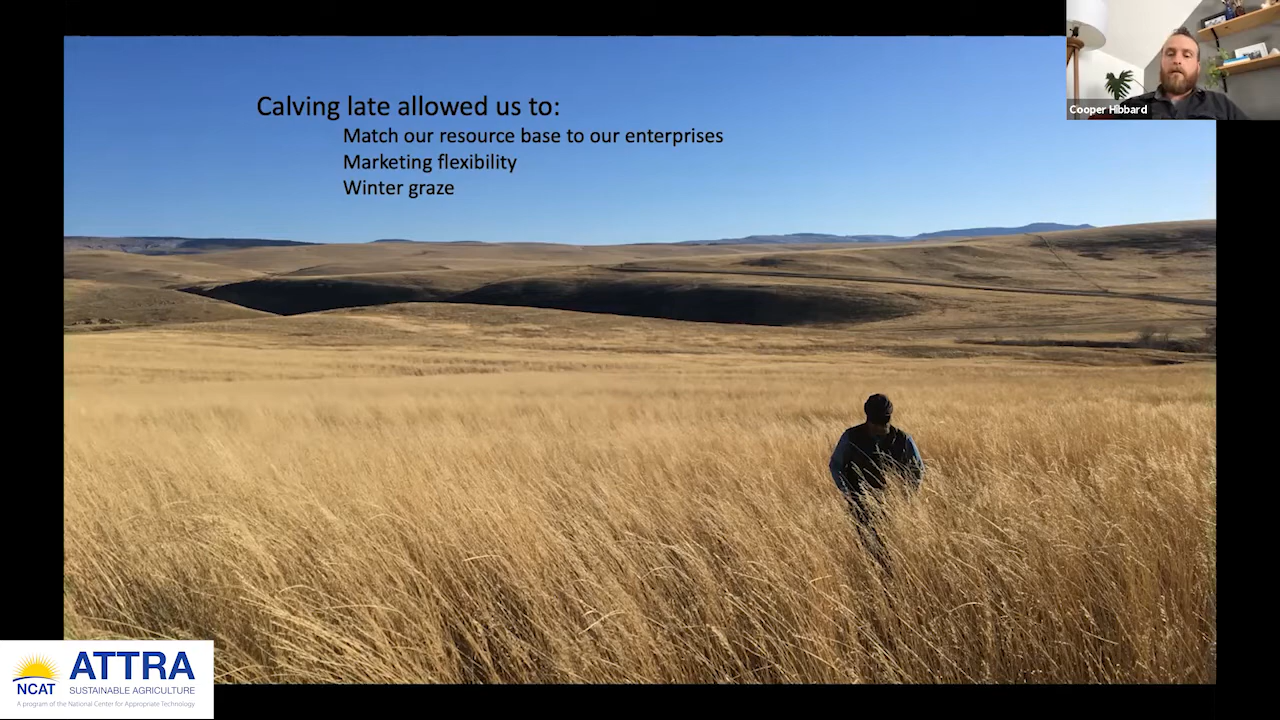 Calving late allowed us to:
Match our resource base to our enterprises
Marketing flexibility
Winter graze
Cooper Hibbard
NCAT
ATTRA
SUSTAINABLE AGRICULTURE
A program of the National Center for Appropriate Technology